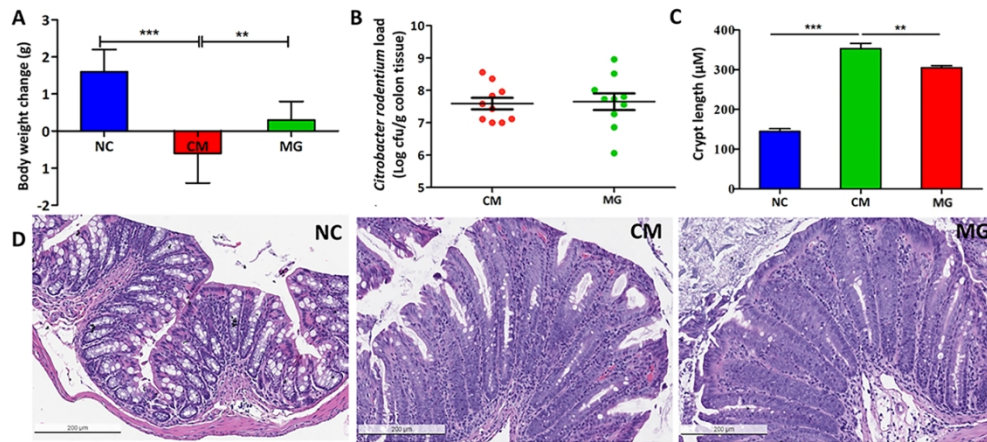 A
Body weight change (g)
2
1
0
1
-2
***
**
NC
CM
MG
B
Citrobacter rodentium load
(Log cfu/g colon tissue)
10
9
8
7
6
5
CM
MG
C
Crypt length (µM)
400
300
200
100
0
***
**
NC
CM
MG
D
NC
200 µm
CM
200 µm
MG
200 µm